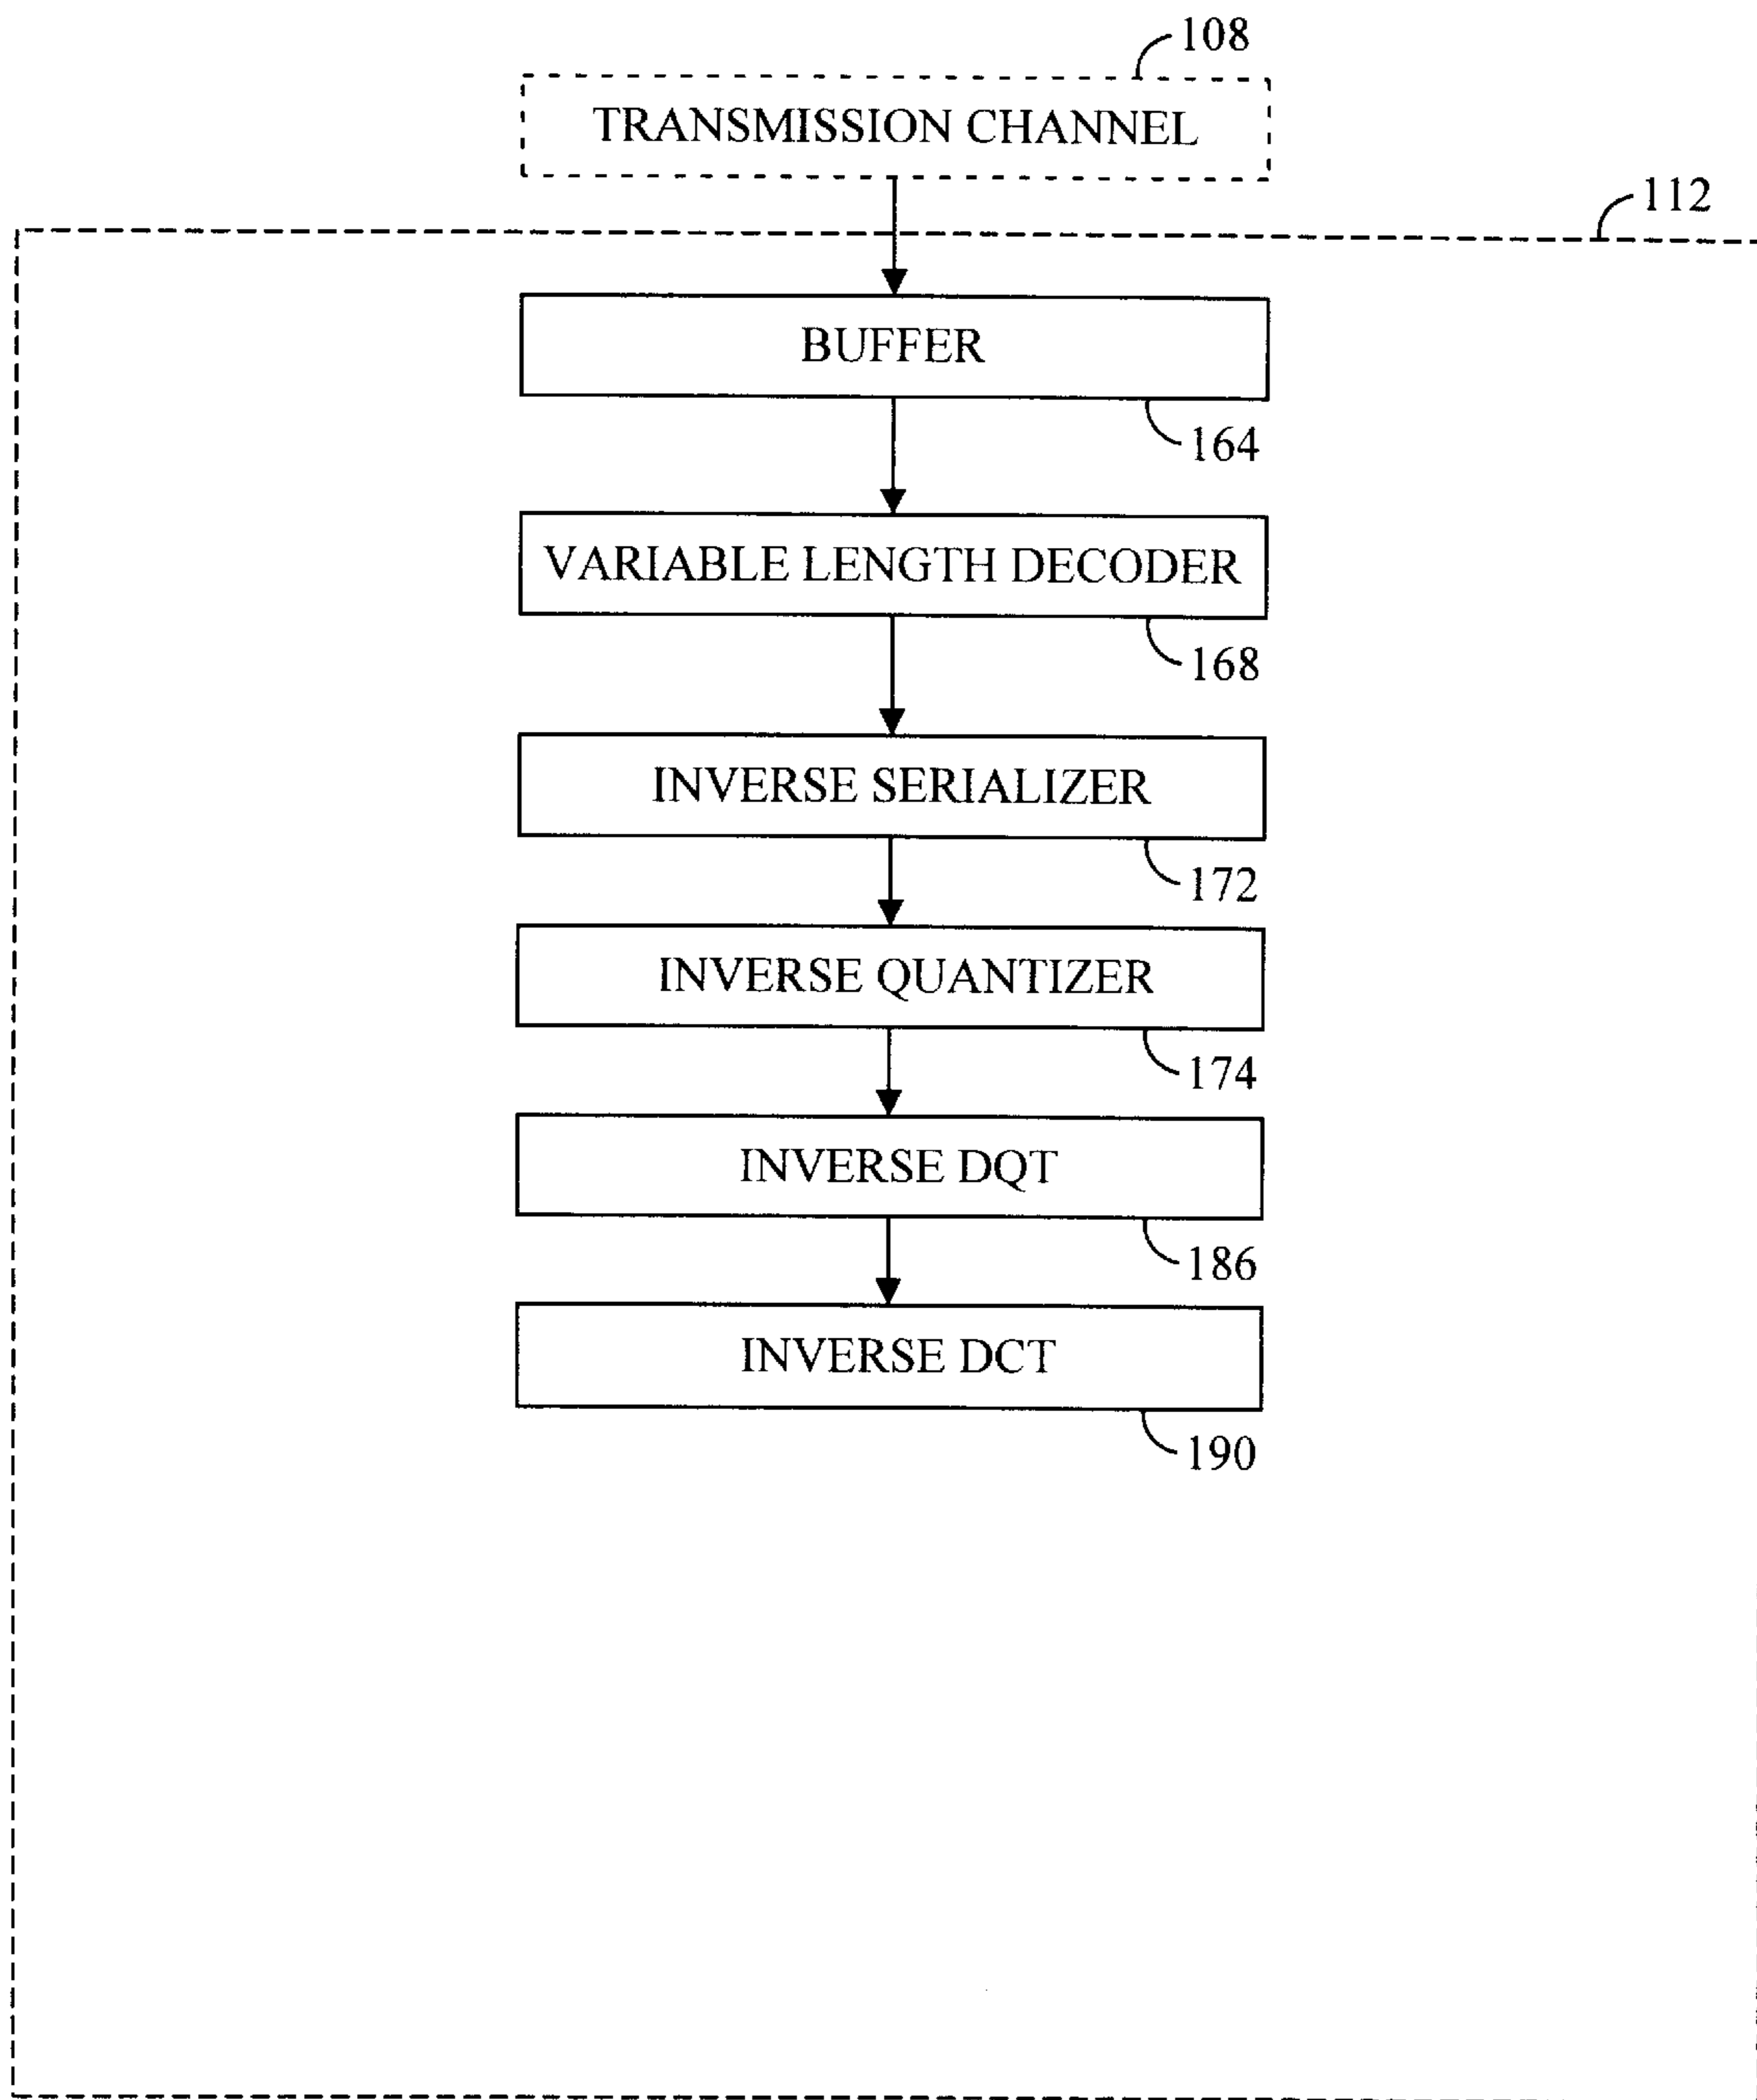 108
TRANSMISSION CHANNEL
112
BUFFER
164
VARIABLE LENGTH DECODER
168
INVERSE SERIALIZER
172
INVERSE QUANTIZER
174
INVERSE DQT
186
INVERSE DCT
190